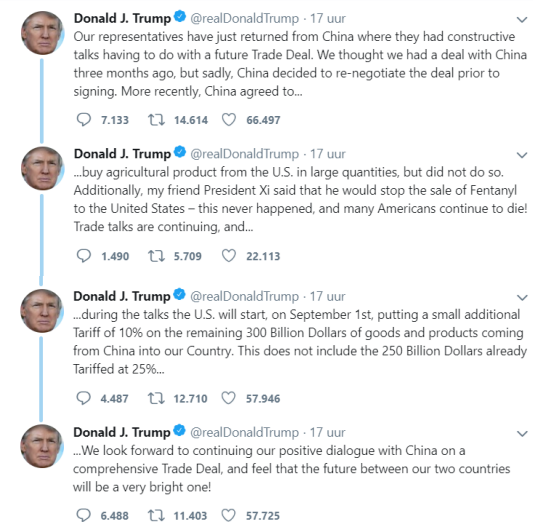 Donald J. Trump @realDonaldTrump · 17 uur
Our representatives have just returned from China where they had constructive
talks having to do with a future Trade Deal. We thought we had a deal with China
three months ago, but sadly, China decided to re-negotiate the deal prior to
signing. More recently, China agreed to...
7.133 14.614 66.497
Donald J. Trump @realDonaldTrump · 17 uur
...buy agricultural product from the U.S. in large quantities, but did not do so.
Additionally, my friend President Xi said that he would stop the sale of Fentanyl
to the United States – this never happened, and many Americans continue to die!
Trade talks are continuing, and...
1.490 5.709 22.113
Donald J. Trump @realDonaldTrump · 17 uur
...during the talks the U.S. will start, on September 1st, putting a small additional
Tariff of 10% on the remaining 300 Billion Dollars of goods and products coming
from China into our Country. This does not include the 250 Billion Dollars already
Tariffed at 25%...
4.487 12.710 57.946
Donald J. Trump @realDonaldTrump · 17 uur
...We look forward to continuing our positive dialogue with China on a
comprehensive Trade Deal, and feel that the future between our two countries
will be a very bright one!
6.488 11.403 57.725